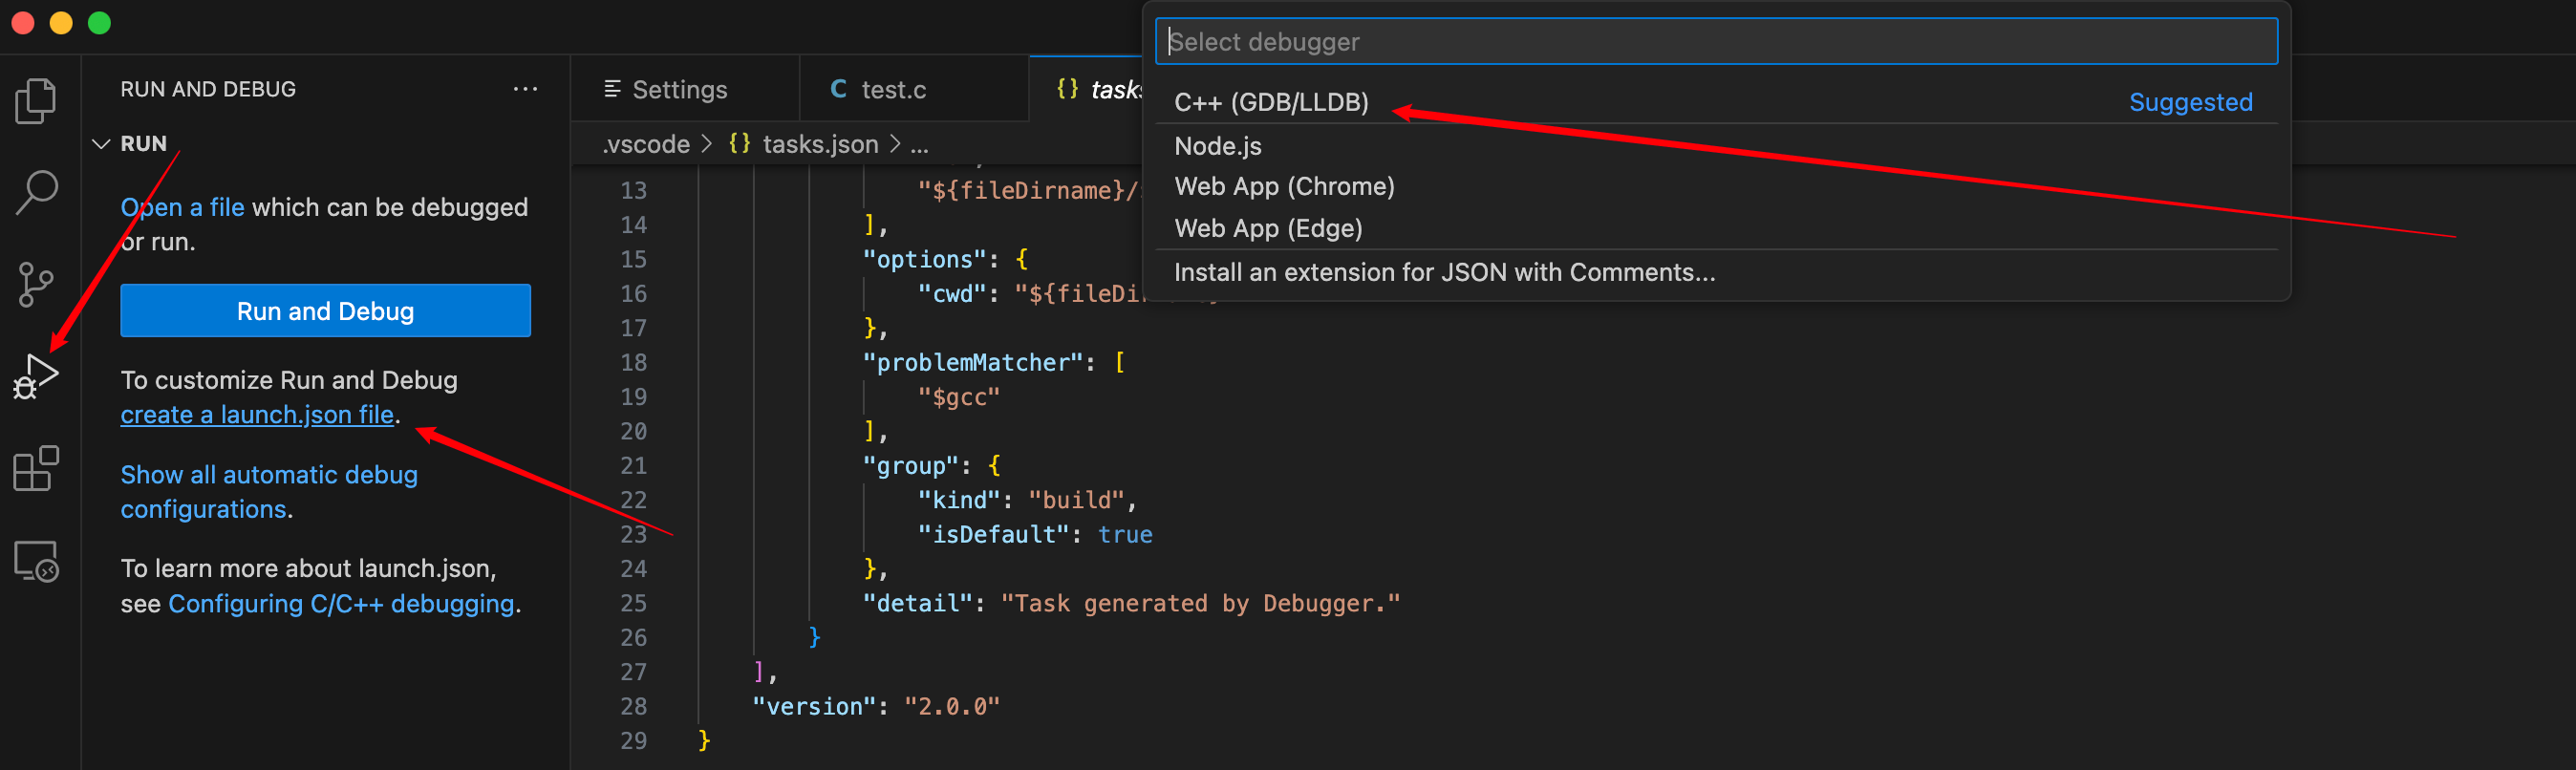 RUN AND DEBUG
RUN
Open a file which can be debugged
or run.
Run and Debug
To customize Run and Debug
create a launch.json file.
Show all automatic debug
configurations.
To learn more about launch.json,
see Configuring C/C++ debugging.
Settings
C test.c
{} tasks
.vscode > {} tasks.json > ...
13 "${fileDirname}/
14 ],
15 "options": {
16 "cwd": "${fileDir
17 },
18 "problemMatcher": [
19 "$gcc"
20 ],
21 "group": {
22 "kind": "build",
23 "isDefault": true
24 },
25 "detail": "Task generated by Debugger."
26 }
27 ],
28 "version": "2.0.0"
29 }
Select debugger
C++ (GDB/LLDB) Suggested
Node.js
Web App (Chrome)
Web App (Edge)
Install an extension for JSON with Comments...